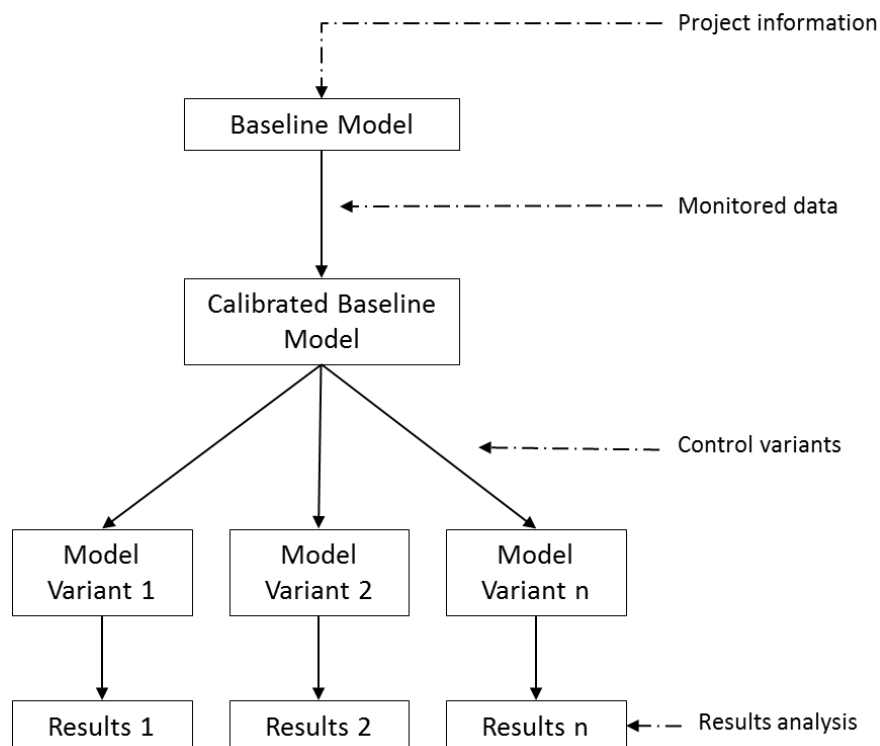 Project information
Baseline Model
Monitored data
Calibrated Baseline
Model
Control variants
Model
Variant 1
Model
Variant 2
Model
Variant n
Results 1
Results 2
Results n
Results analysis